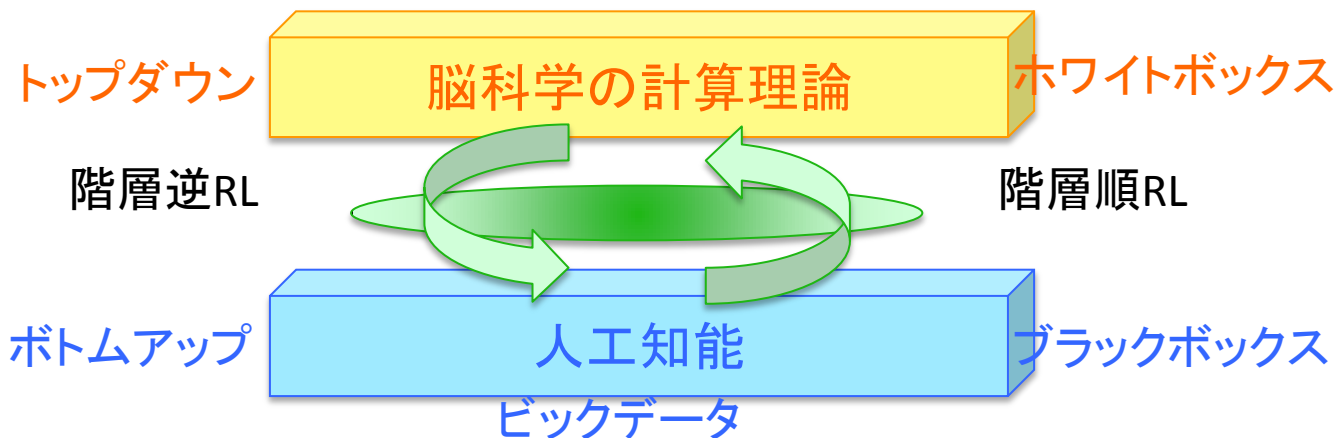 トップダウン
脳科学の計算理論
ホワイトボックス
階層逆RL
階層順RL
ボトムアップ
人工知能
ブラックボックス
ビックデータ